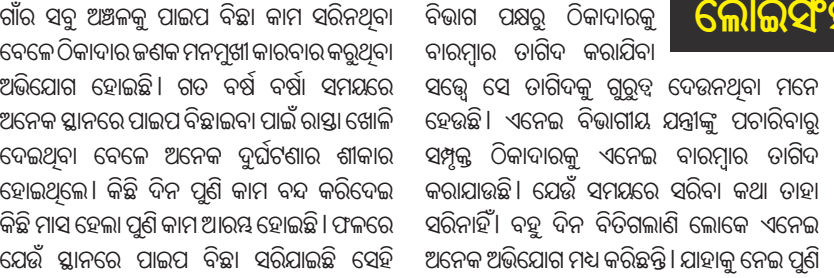 ଗାଁର ସବୁ ଅଞ୍ଚଳକୁ ପାଇପ ବିଛା କାମ ସରିନଥିବା
ବେଳେ ଠିକାଦାର ଜଣକ ମନମୁଖୀ କାରବାର କରୁଥିବା
ଅଭିଯୋଗ ହୋଇଛି। ଗତ ବର୍ଷ ବର୍ଷା ସମୟରେ
ଅନେକ ସ୍ଥାନରେ ପାଇପ ବିଛାଇବା ପାଇଁ ରାସ୍ତା ଖୋଳି
ଦେଇଥିବା ବେଳେ ଅନେକ ଦୁର୍ଘଟଣାର ଶୀକାର
ହୋଇଥିଲେ। କିଛି ଦିନ ପୁଣି କାମ ବନ୍ଦ କରିଦେଇ
କିଛି ମାସ ହେଲା ପୁଣି କାମ ଆରମ୍ଭ ହୋଇଛି। ଫଳରେ
ଯେଉଁ ସ୍ଥାନରେ ପାଇପ ବିଛା ସରିଯାଇଛି ସେହି
ବିଭାଗ ପକ୍ଷରୁ ଠିକାଦାରକୁ
ବାରମ୍ବାର ତାଗିଦ କରାଯିବା
ସତ୍ତ୍ୱେ ସେ ତାଗିଦକୁ ଗୁରୁତ୍ୱ ଦେଉନଥିବା ମନେ
ହେଉଛି। ଏନେଇ ବିଭାଗୀୟ ଯନ୍ତ୍ରୀଙ୍କୁ ପଚାରିବାରୁ
ସମ୍ପୃକ୍ତ ଠିକାଦାରକୁ ଏନେଇ ବାରମ୍ବାର ତାଗିଦ
କରାଯାଉଛି। ଯେଉଁ ସମୟରେ ସରିବା କଥା ତାହା
ସରିନାହିଁ। ବହୁ ଦିନ ବିତିଗଲାଣି ଲୋକେ ଏନେଇ
ଅନେକ ଅଭିଯୋଗ ମଧ୍ୟ କରିଛନ୍ତି। ଯାହାକୁ ନେଇ ପୁଣି